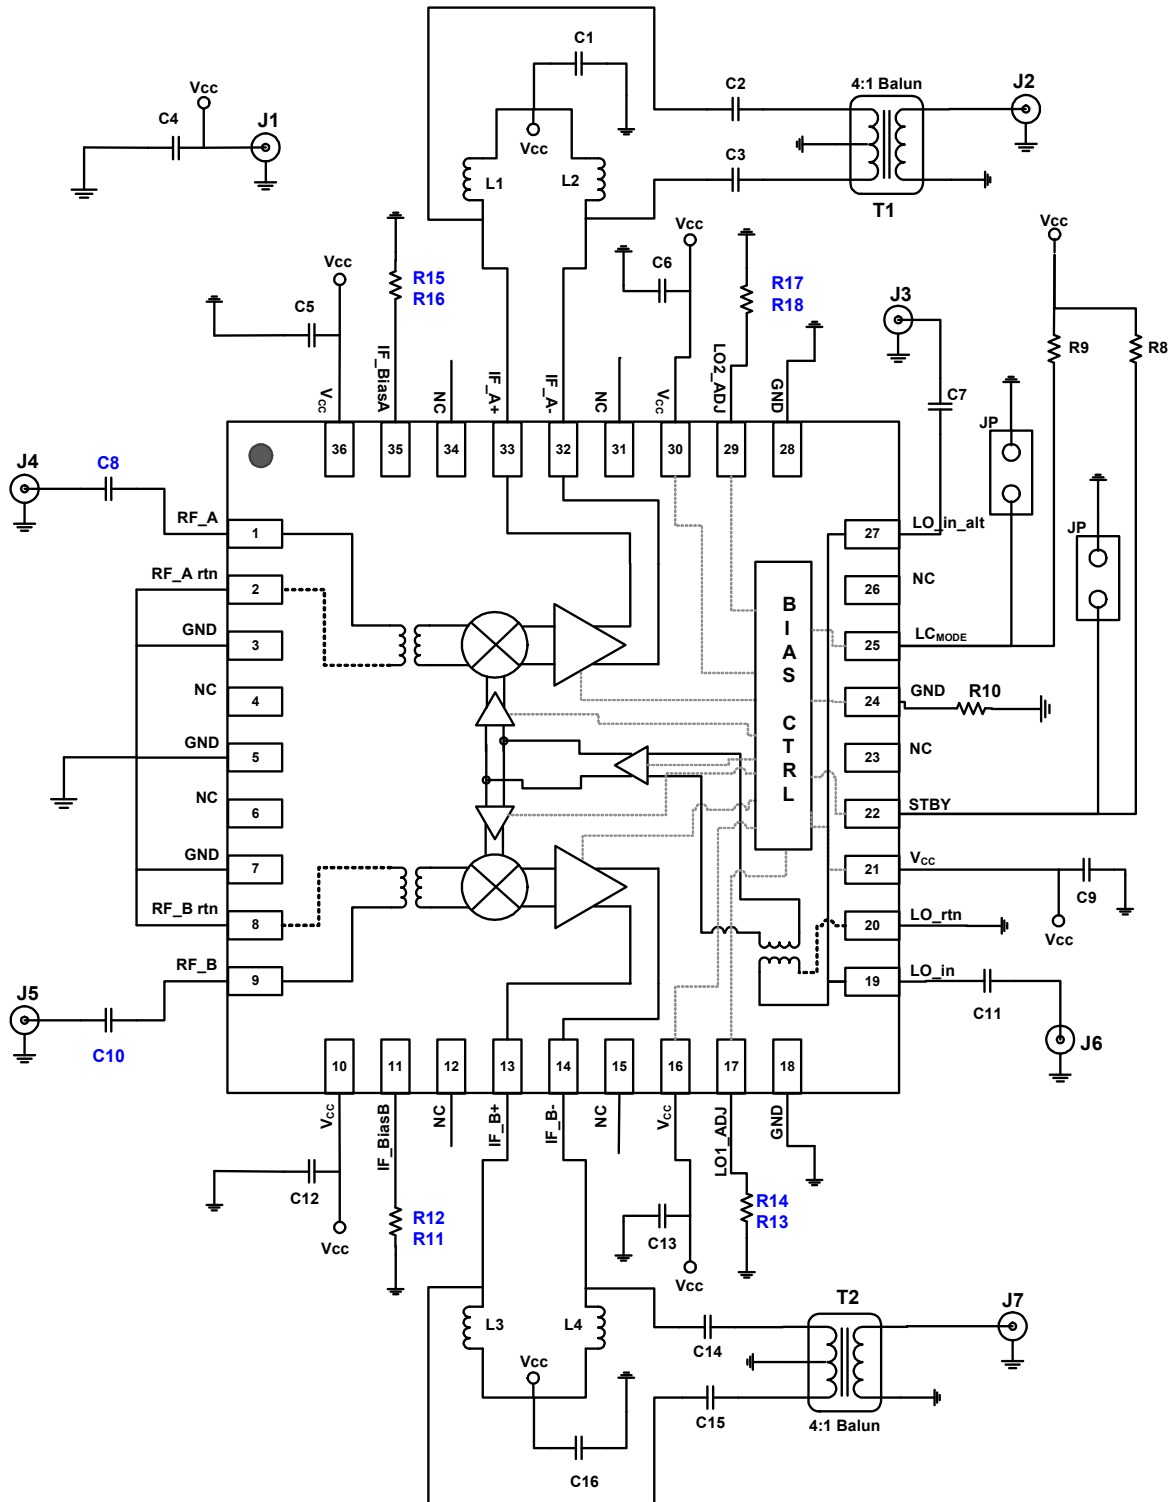 C1
Vcc
C4
J1
L1
Vcc
L2
C2
C3
4:1 Balun
T1
J2
Vcc
C5
R15
R16
Vcc
C6
R17
R18
J3
C7
Vcc
R9
R8
JP
JP
Vcc
IF_BiasA
NC
IF_A+
IF_A-
NC
Vcc
LO2_ADJ
GND
36
35
34
33
32
31
30
29
28
J4
C8
RF_A
1
RF_A rtn
2
GND
3
NC
4
GND
5
NC
6
GND
7
RF_B rtn
8
RF_B
9
J5
C10
BIAS
CTRL
27
LO_in_alt
26
NC
25
LCMODE
24
GND
R10
23
NC
22
STBY
21
Vcc
C9
Vcc
20
LO_rtn
19
LO_in
C11
J6
10
11
12
13
14
15
16
17
18
Vcc
IF_BiasB
NC
IF_B+
IF_B-
NC
Vcc
LO1_ADJ
GND
C12
Vcc
R12
R11
C13
Vcc
R14
R13
L3
L4
Vcc
C16
C14
C15
T2
4:1 Balun
J7